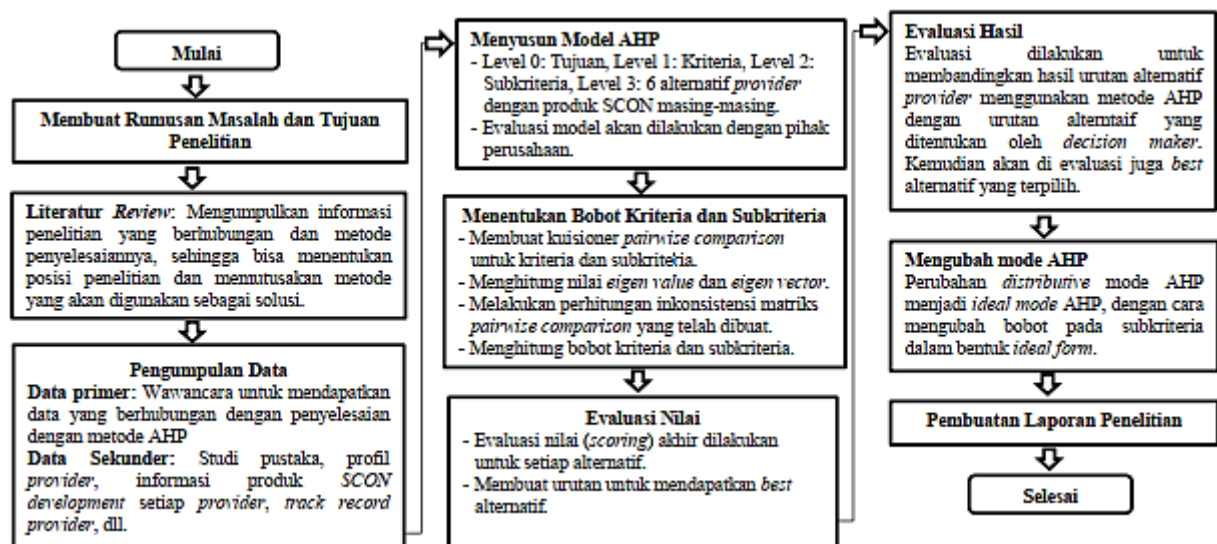 Mulai
Membuat Rumusan Masalah dan Tujuan
Penelitian
Literatur Review: Mengumpulkan informasi
penelitian yang berhubungan dan metode
penyelesaiannya, sehingga bisa menentukan
posisi penelitian dan memutusakan metode
yang akan digunakan sebagai solusi.
Pengumpulan Data
Data primer: Wawancara untuk mendapatkan
data yang berhubungan dengan penyelesaian
dengan metode AHP
Data Sekunder: Studi pustaka, profil
provider, informasi produk SCON
development setiap provider, track record
provider, dll.
Menyusun Model AHP
- Level 0: Tujuan, Level 1: Kriteria, Level 2:
Subkriteria, Level 3: 6 alternatif provider
dengan produk SCON masing-masing.
- Evaluasi model akan dilakukan dengan pihak
perusahaan.
Menentukan Bobot Kriteria dan Subkriteria
- Membuat kuisioner pairwise comparison
untuk kriteria dan subkriteria.
- Menghitung nilai eigen value dan eigen vector.
- Melakukan perhitungan inkonsistensi matriks
pairwise comparison yang telah dibuat.
- Menghitung bobot kriteria dan subkriteria.
Evaluasi Nilai
- Evaluasi nilai (scoring) akhir dilakukan
untuk setiap alternatif.
- Membuat urutan untuk mendapatkan best
alternatif.
Evaluasi Hasil
Evaluasi dilakukan untuk
membandingkan hasil urutan alternatif
provider menggunakan metode AHP
dengan urutan alterntaif yang
ditentukan oleh decision maker.
Kemudian akan di evaluasi juga best
alternatif yang terpilih.
Mengubah mode AHP
Perubahan distributive mode AHP
menjadi ideal mode AHP, dengan cara
mengubah bobot pada subkriteria
dalam bentuk ideal form.
Pembuatan Laporan Penelitian
Selesai